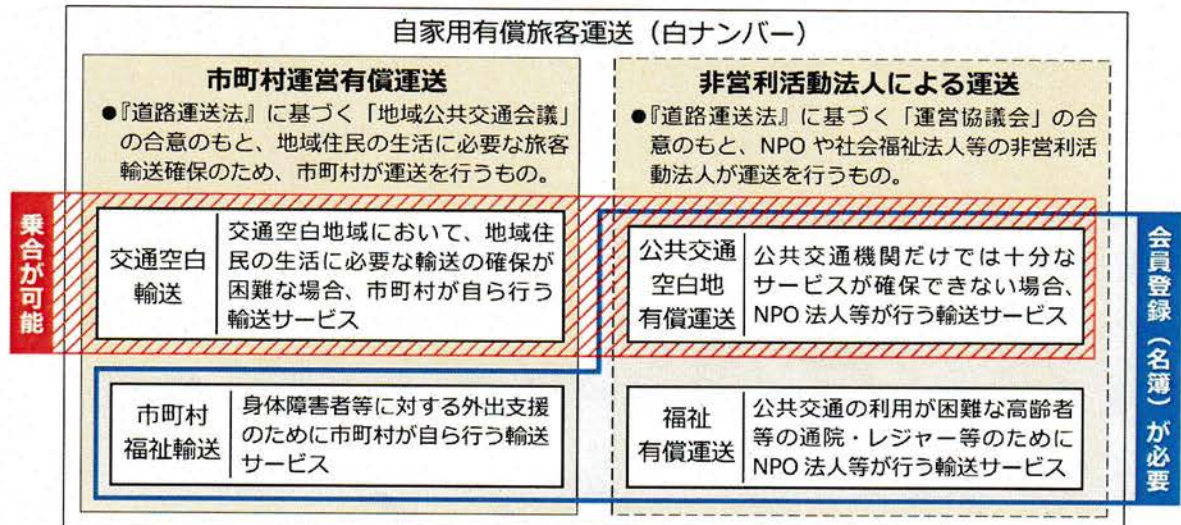 自家用有償旅客運送（白ナンバー）
市町村運営有償運送
●『道路運送法』に基づく「地域公共交通会議」
の合意のもと、地域住民の生活に必要な旅客
輸送確保のため、市町村が運送を行うもの。
非営利活動法人による運送
●『道路運送法』に基づく「運営協議会」の合
意のもと、NPO や社会福祉法人等の非営利活
動法人が運送を行うもの。
乗合が可能
交通空白
輸送
交通空白地域において、地域住
民の生活に必要な輸送の確保が
困難な場合、市町村が自ら行う
輸送サービス
公共交通
空白地
有償運送
公共交通機関だけでは十分な
サービスが確保できない場合、
NPO 法人等が行う輸送サービス
会員登録（名簿）が必要
市町村
福祉輸送
身体障害者等に対する外出支援
のために市町村が自ら行う輸送
サービス
福祉
有償運送
公共交通の利用が困難な高齢者
等の通院・レジャー等のために
NPO 法人等が行う輸送サービス